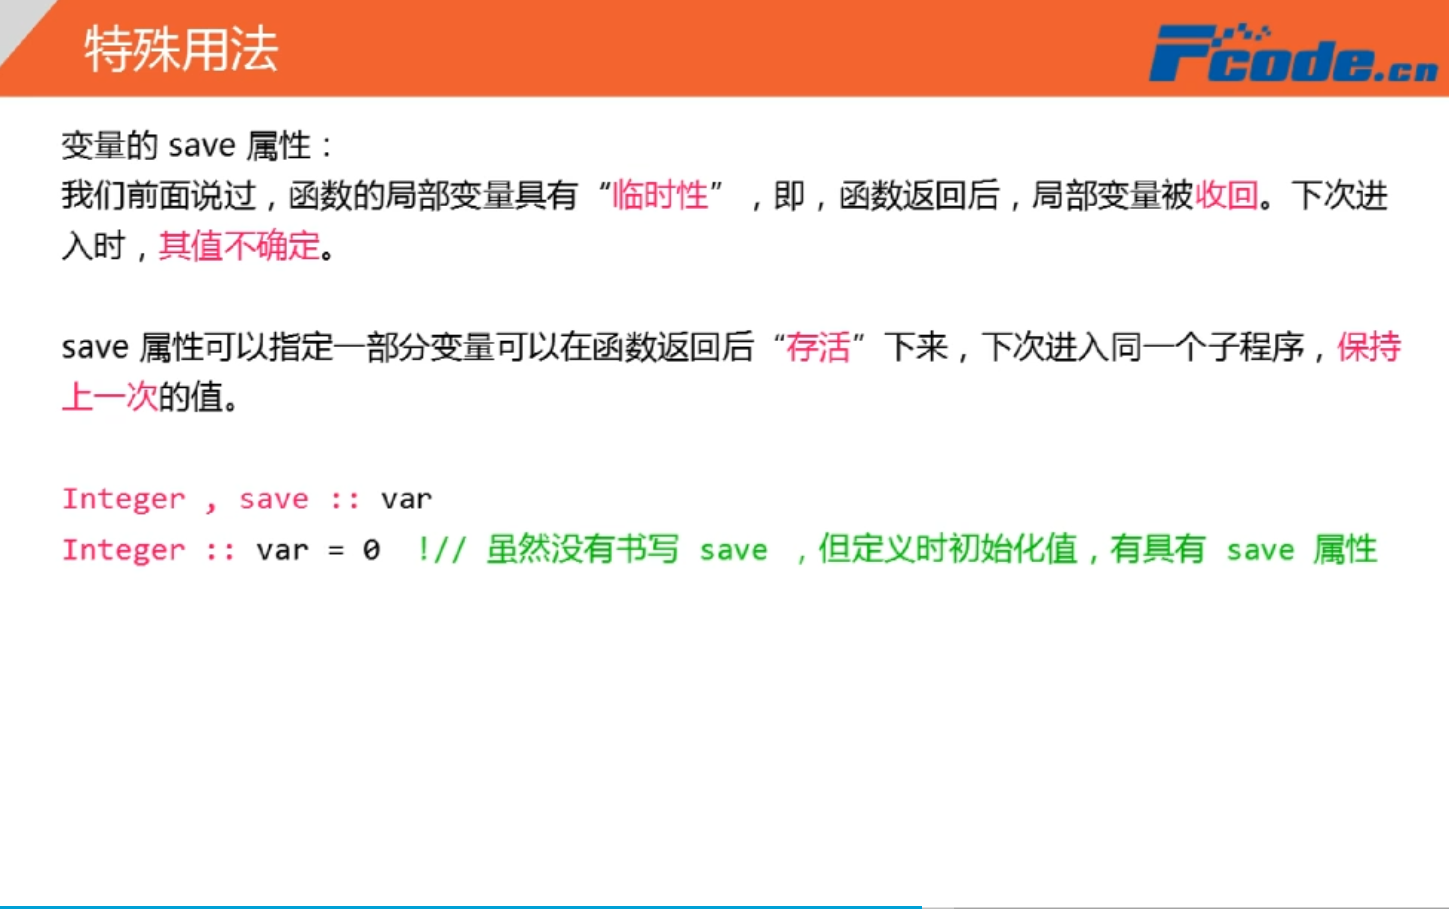 特殊用法
Fcode.cn
变量的 save 属性：
我们前面说过，函数的局部变量具有“临时性”，即，函数返回后，局部变量被收回。下次进
入时，其值不确定。
save 属性可以指定一部分变量可以在函数返回后“存活”下来，下次进入同一个子程序，保持
上一次的值。
Integer , save :: var
Integer :: var = 0 !// 虽然没有书写 save ，但定义时初始化值，有具有 save 属性